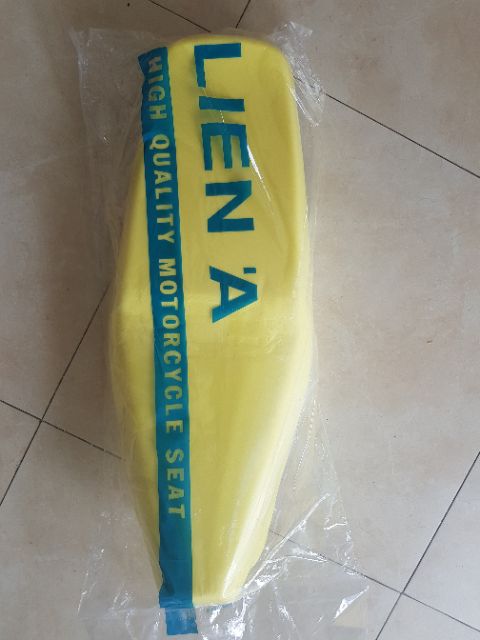 LIEN 'A
HIGH QUALITY MOTORCYCLE SEAT